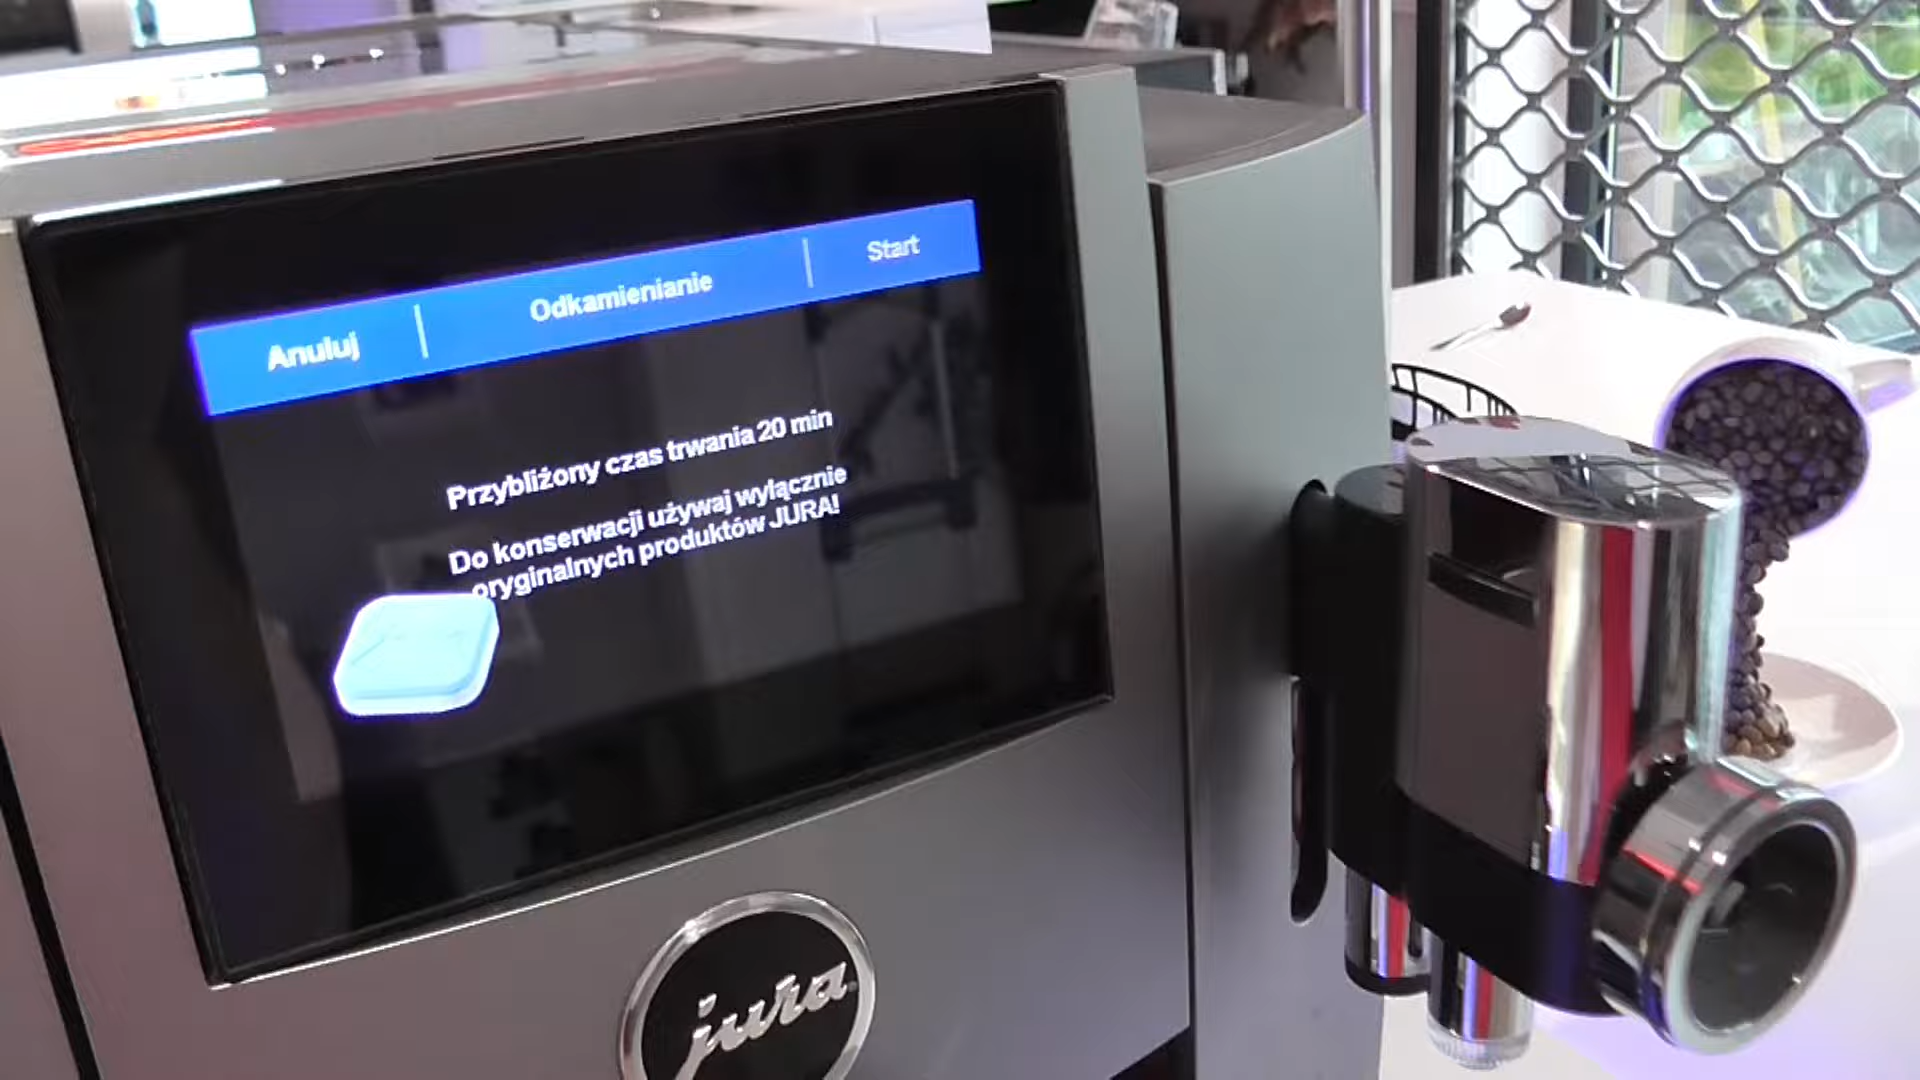 Anuluj
Odkamienianie
Start
Przybliżony czas trwania 20 min
Do konserwacji używaj wyłącznie
oryginalnych produktów JURA!
jura